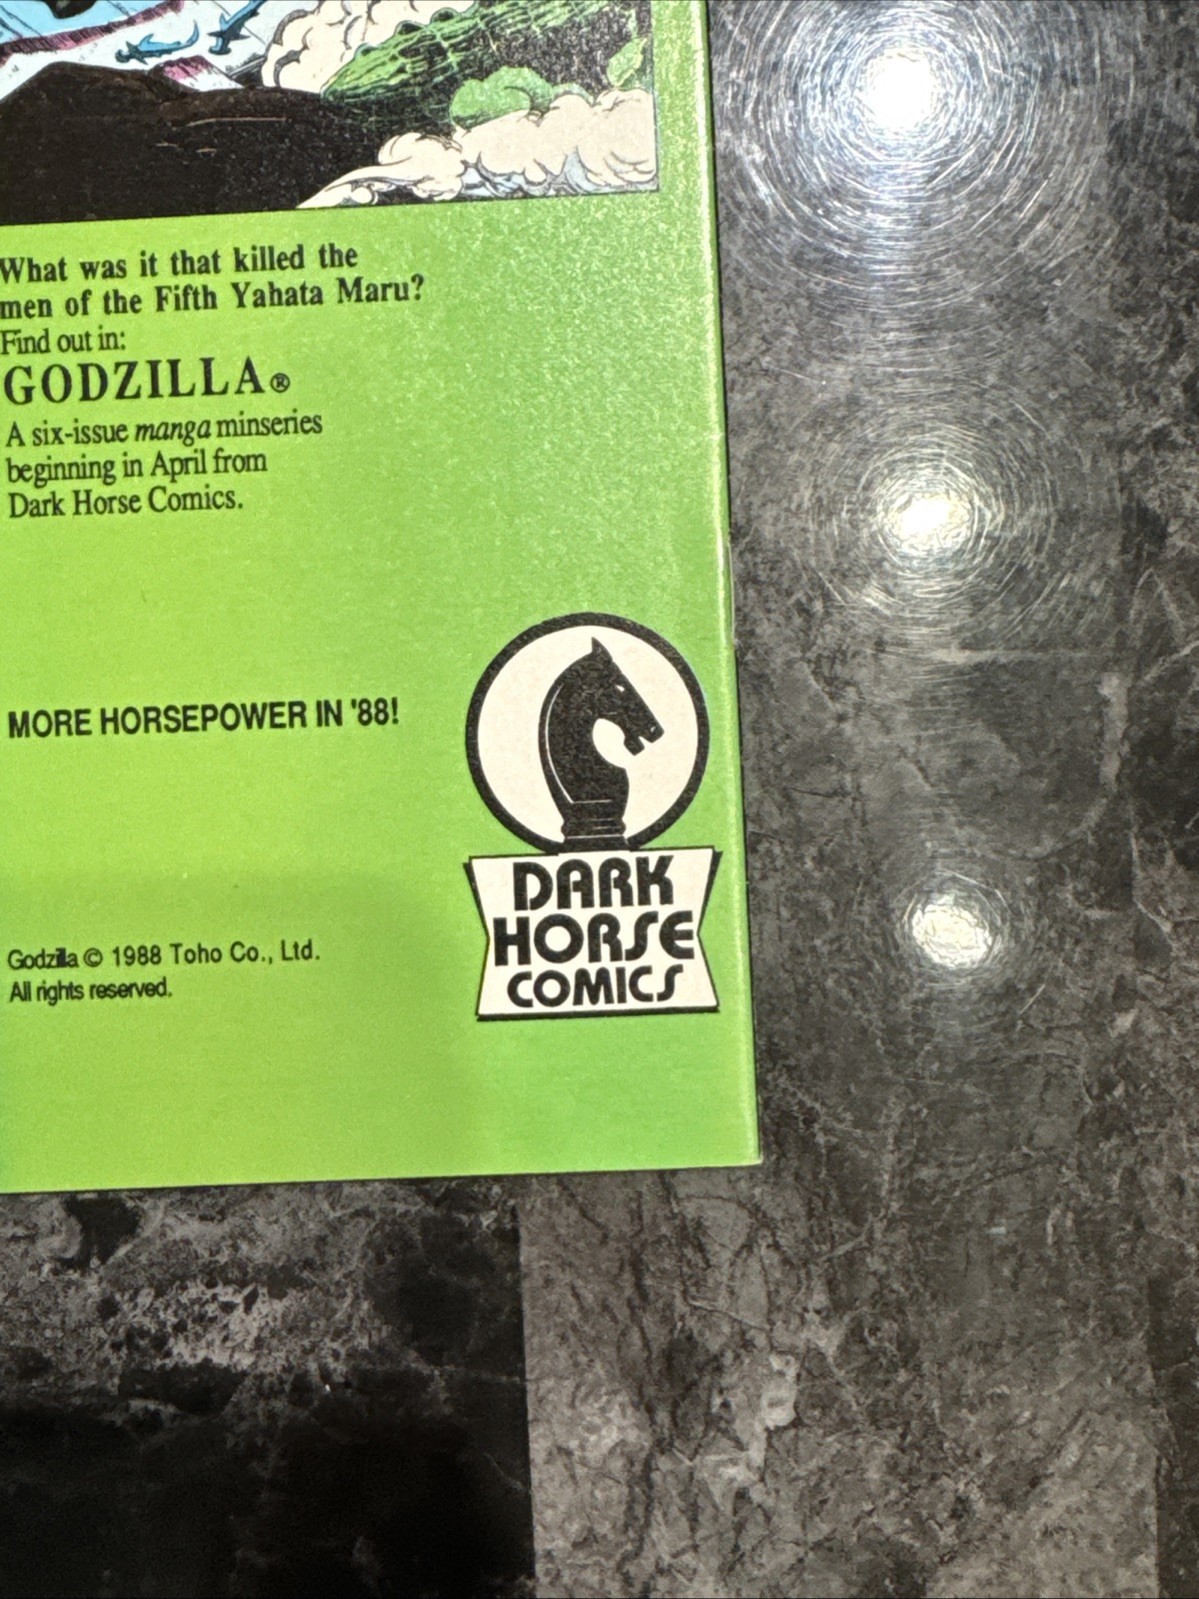 What was it that killed the
men of the Fifth Yahata Maru?
Find out in:
GODZILLA®
A six-issue manga minseries
beginning in April from
Dark Horse Comics.
MORE HORSEPOWER IN '88!
DARK
HORSE
COMICS
Godzilla © 1988 Toho Co., Ltd.
All rights reserved.